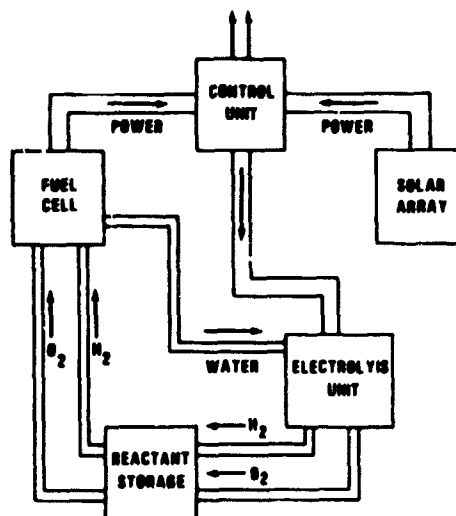 CONTROL
UNIT
POWER
POWER
FUEL
CELL
SOLAR
ARRAY
O2
H2
WATER
ELECTROLYIS
UNIT
H2
O2
REACTANT
STORAGE